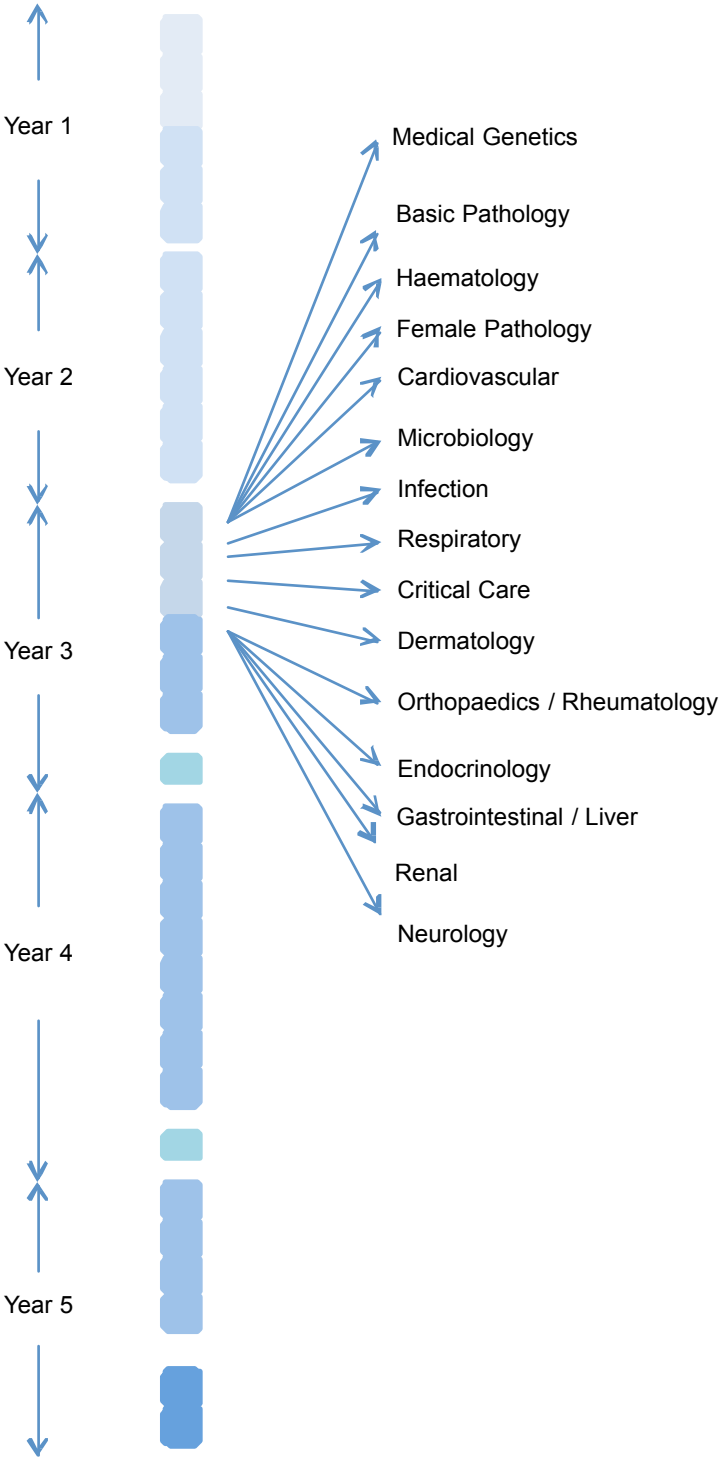 Year 1
Year 2
Year 3
Year 4
Year 5
Medical Genetics
Basic Pathology
Haematology
Female Pathology
Cardiovascular
Microbiology
Infection
Respiratory
Critical Care
Dermatology
Orthopaedics / Rheumatology
Endocrinology
Gastrointestinal / Liver
Renal
Neurology